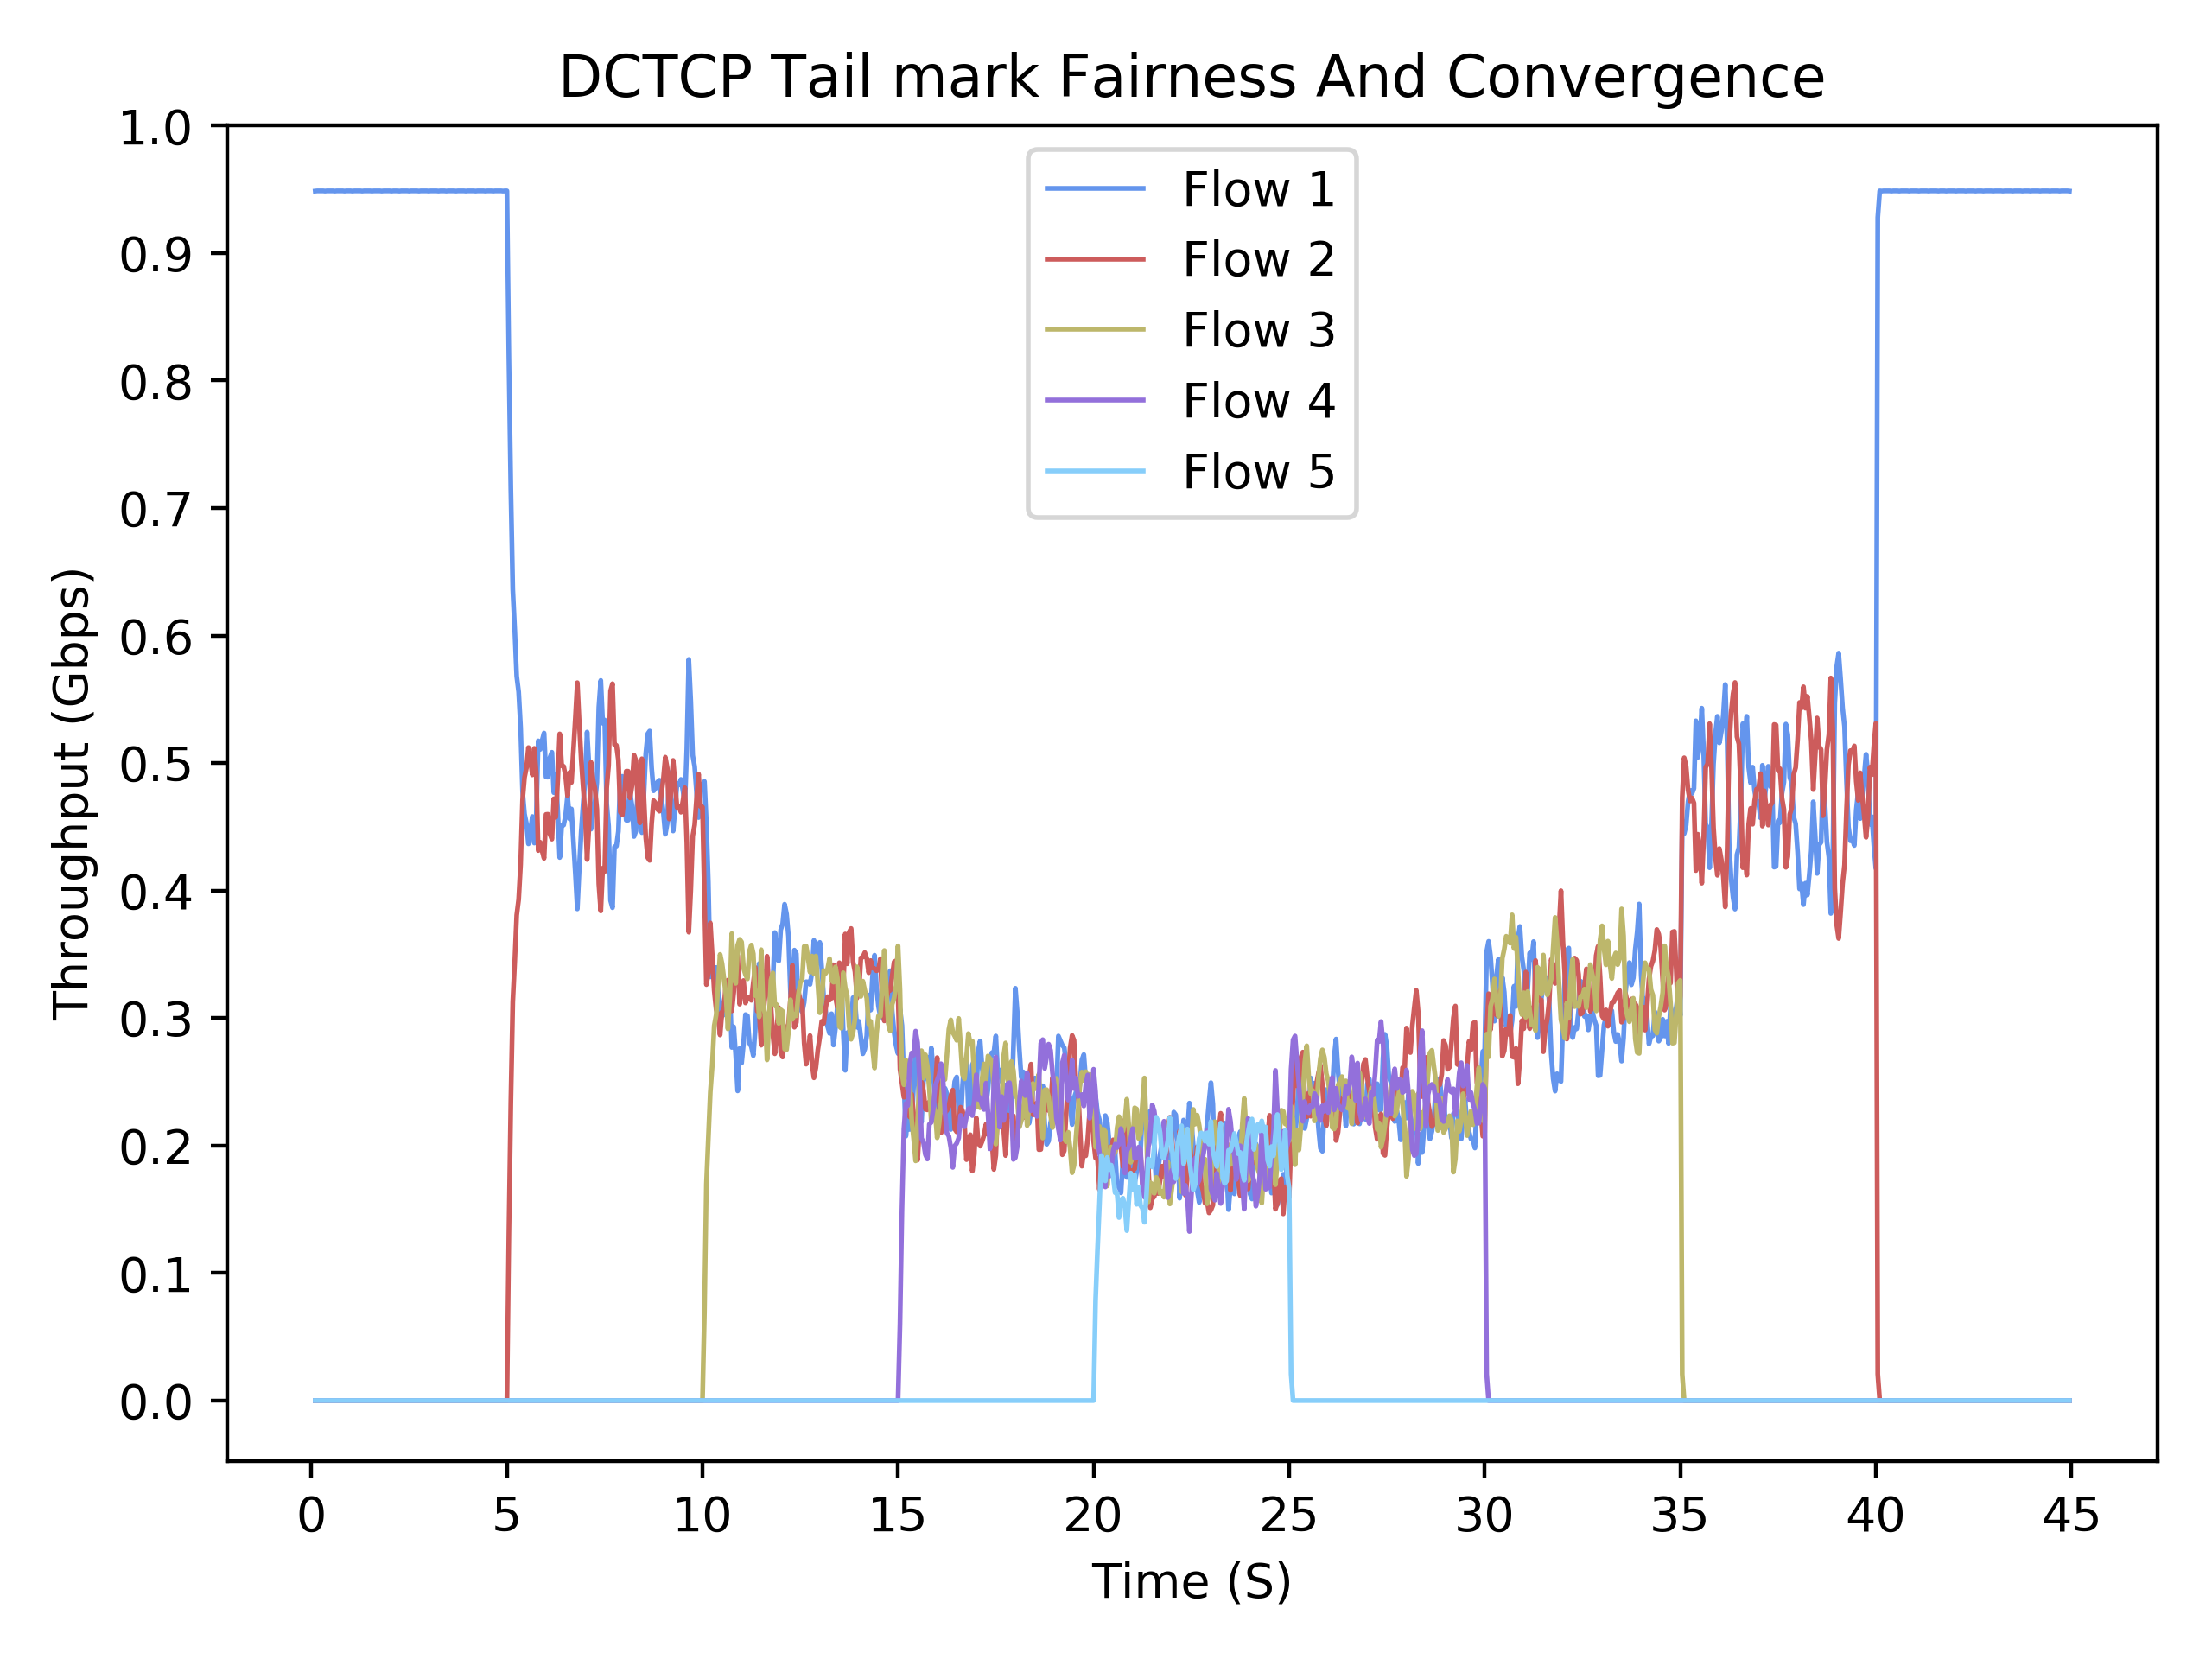 DCTCP Tail mark Fairness And Convergence
1.0
0.9
0.8
0.7
0.6
0.5
0.4
0.3
0.2
0.1
0.0
Throughput (Gbps)
Flow 1
Flow 2
Flow 3
Flow 4
Flow 5
0 5 10 15 20 25 30 35 40 45
Time (S)